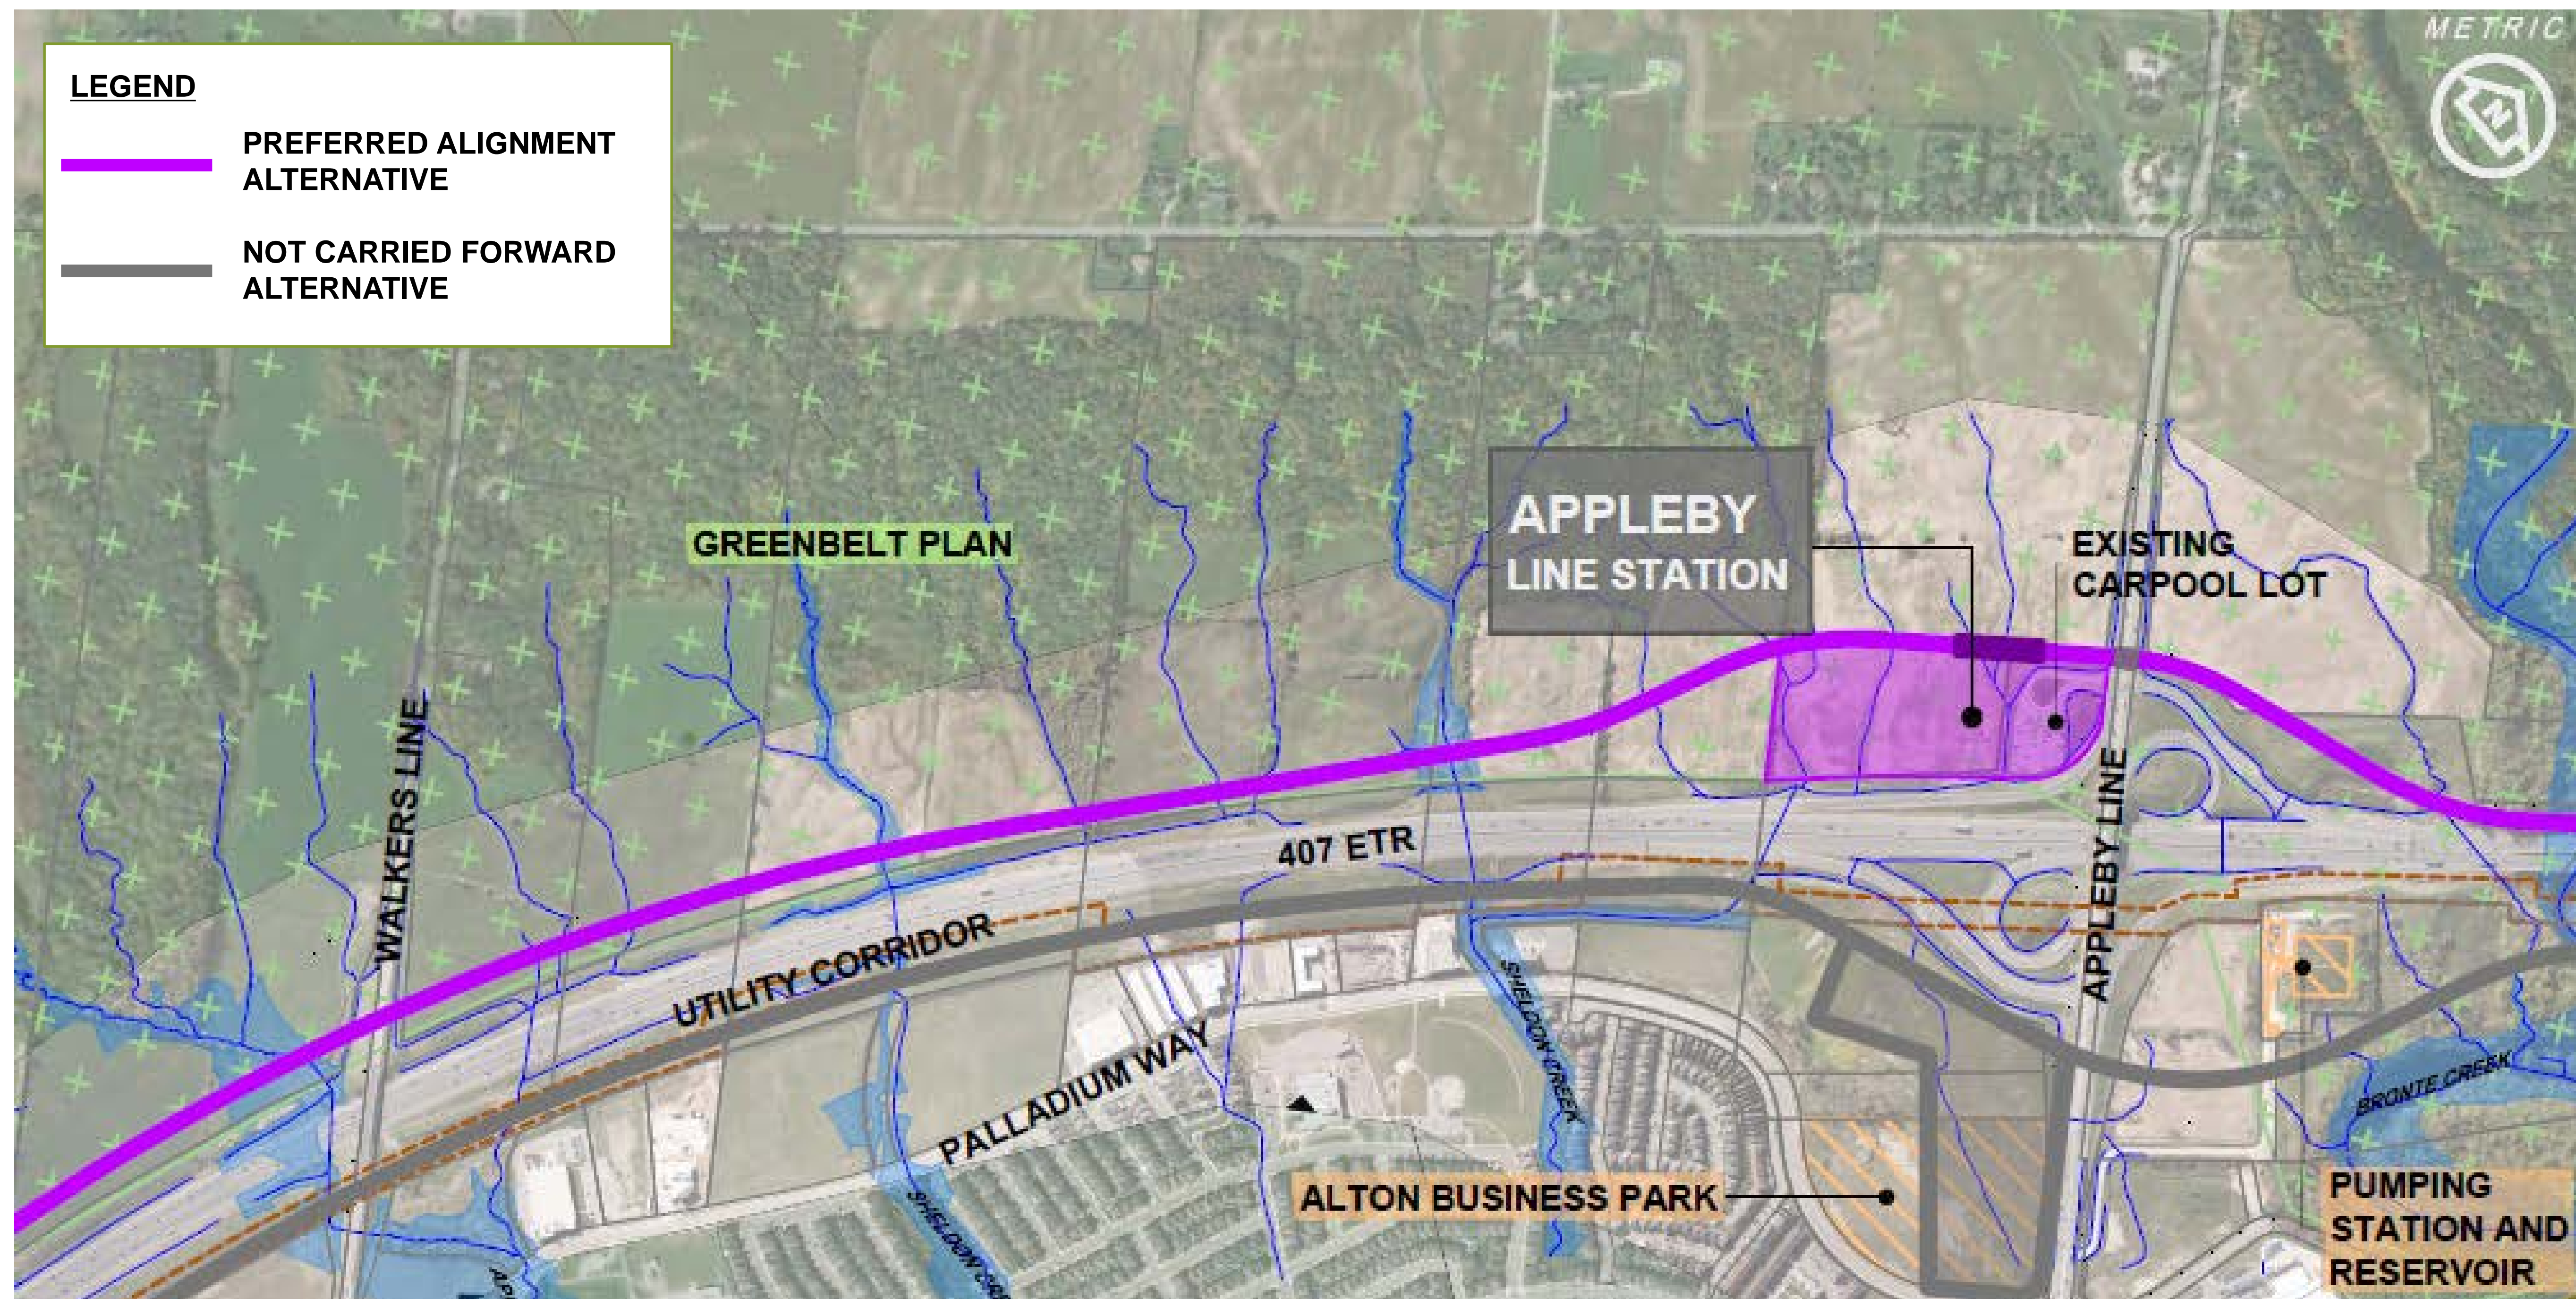 METRIC
N
LEGEND
PREFERRED ALIGNMENT
ALTERNATIVE
NOT CARRIED FORWARD
ALTERNATIVE
GREENBELT PLAN
APPLEBY
LINE STATION
EXISTING
CARPOOL LOT
WALKERS LINE
407 ETR
APPLEBY LINE
UTILITY CORRIDOR
PALLADIUM WAY
SHELDON CREEK
BRONTE CREEK
ALTON BUSINESS PARK
PUMPING
STATION AND
RESERVOIR
SHELDON CRE